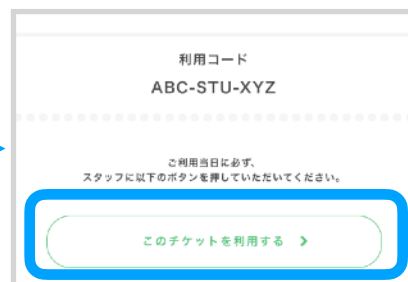 利用コード
ABC-STU-XYZ
ご利用当日に必ず、
スタッフに以下のボタンを押していただいてください。
このチケットを利用する